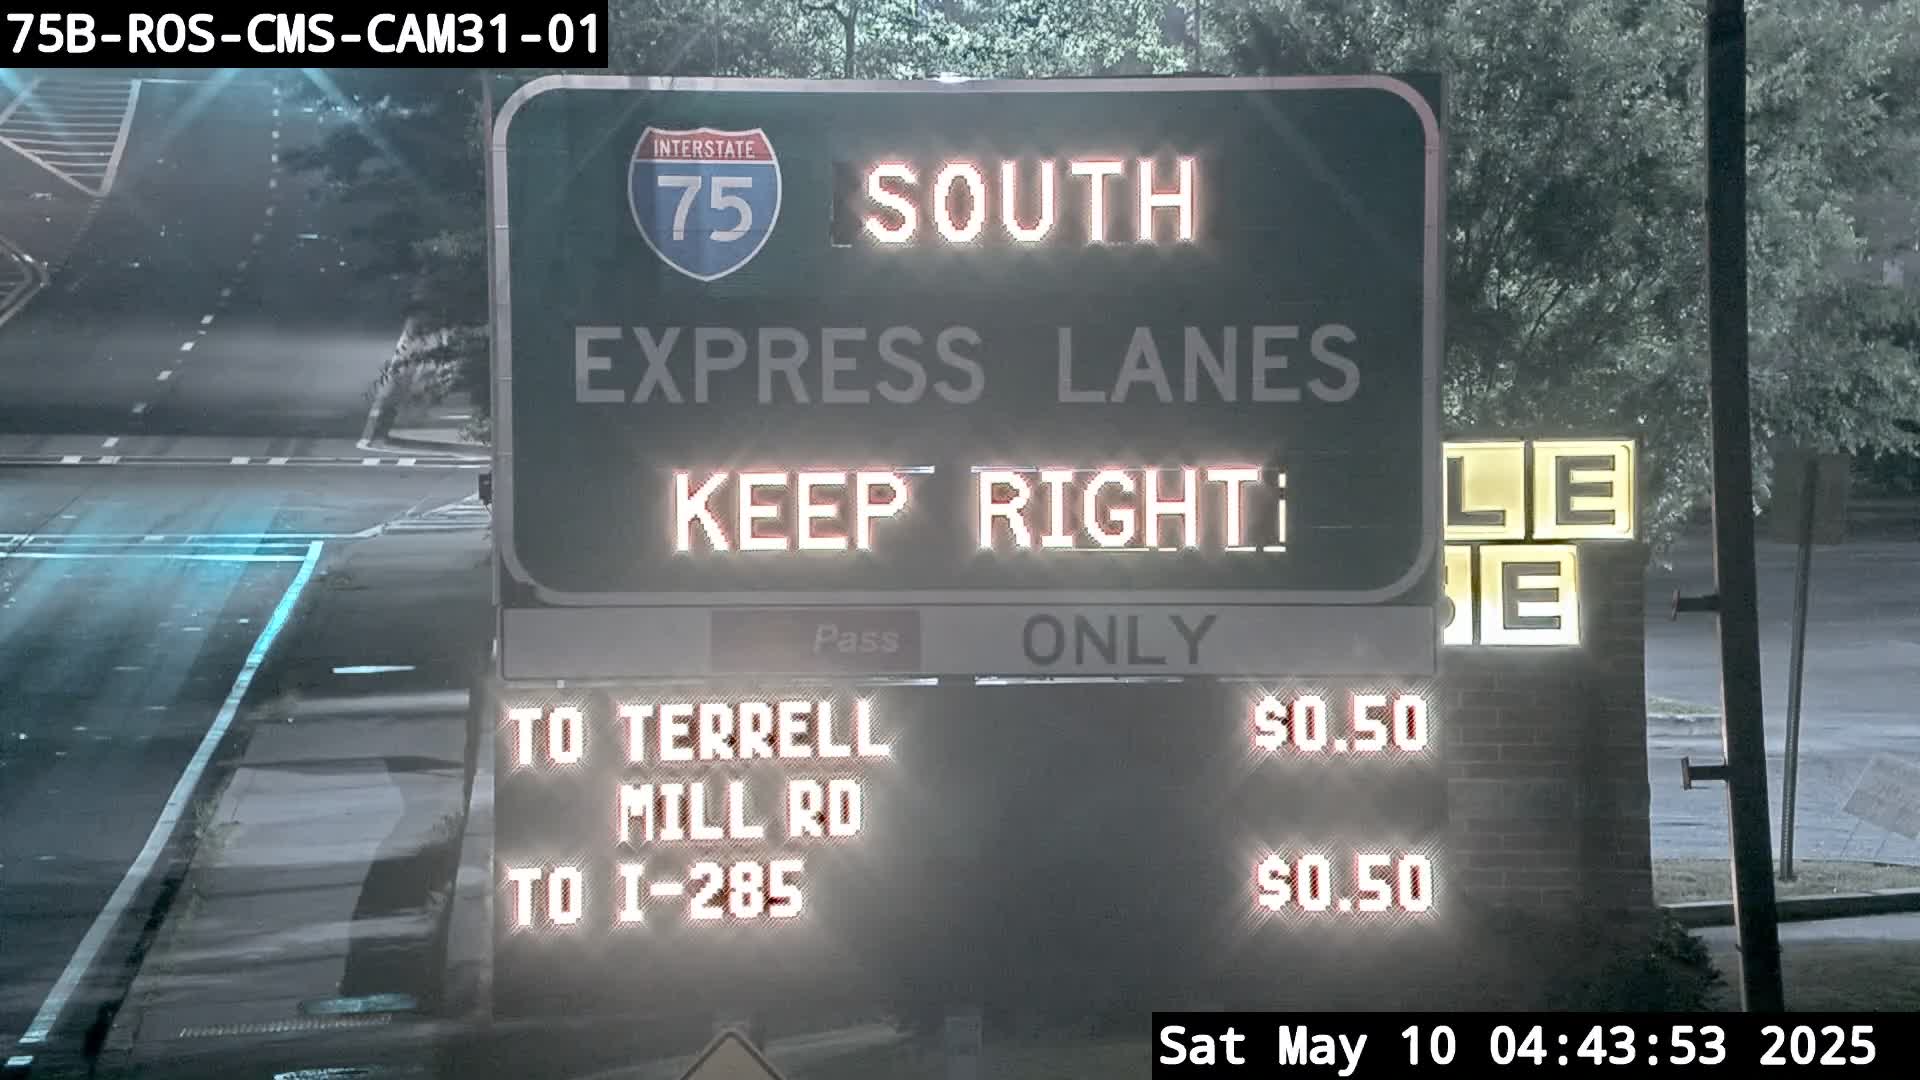 75B-ROS-CMS-CAM31-01
INTERSTATE
75
SOUTH
EXPRESS LANES
KEEP RIGHT
Pass ONLY
TO TERRELL $0.50
MILL RD
TO I-285 $0.50
LE
E
Sat May 10 04:43:53 2025